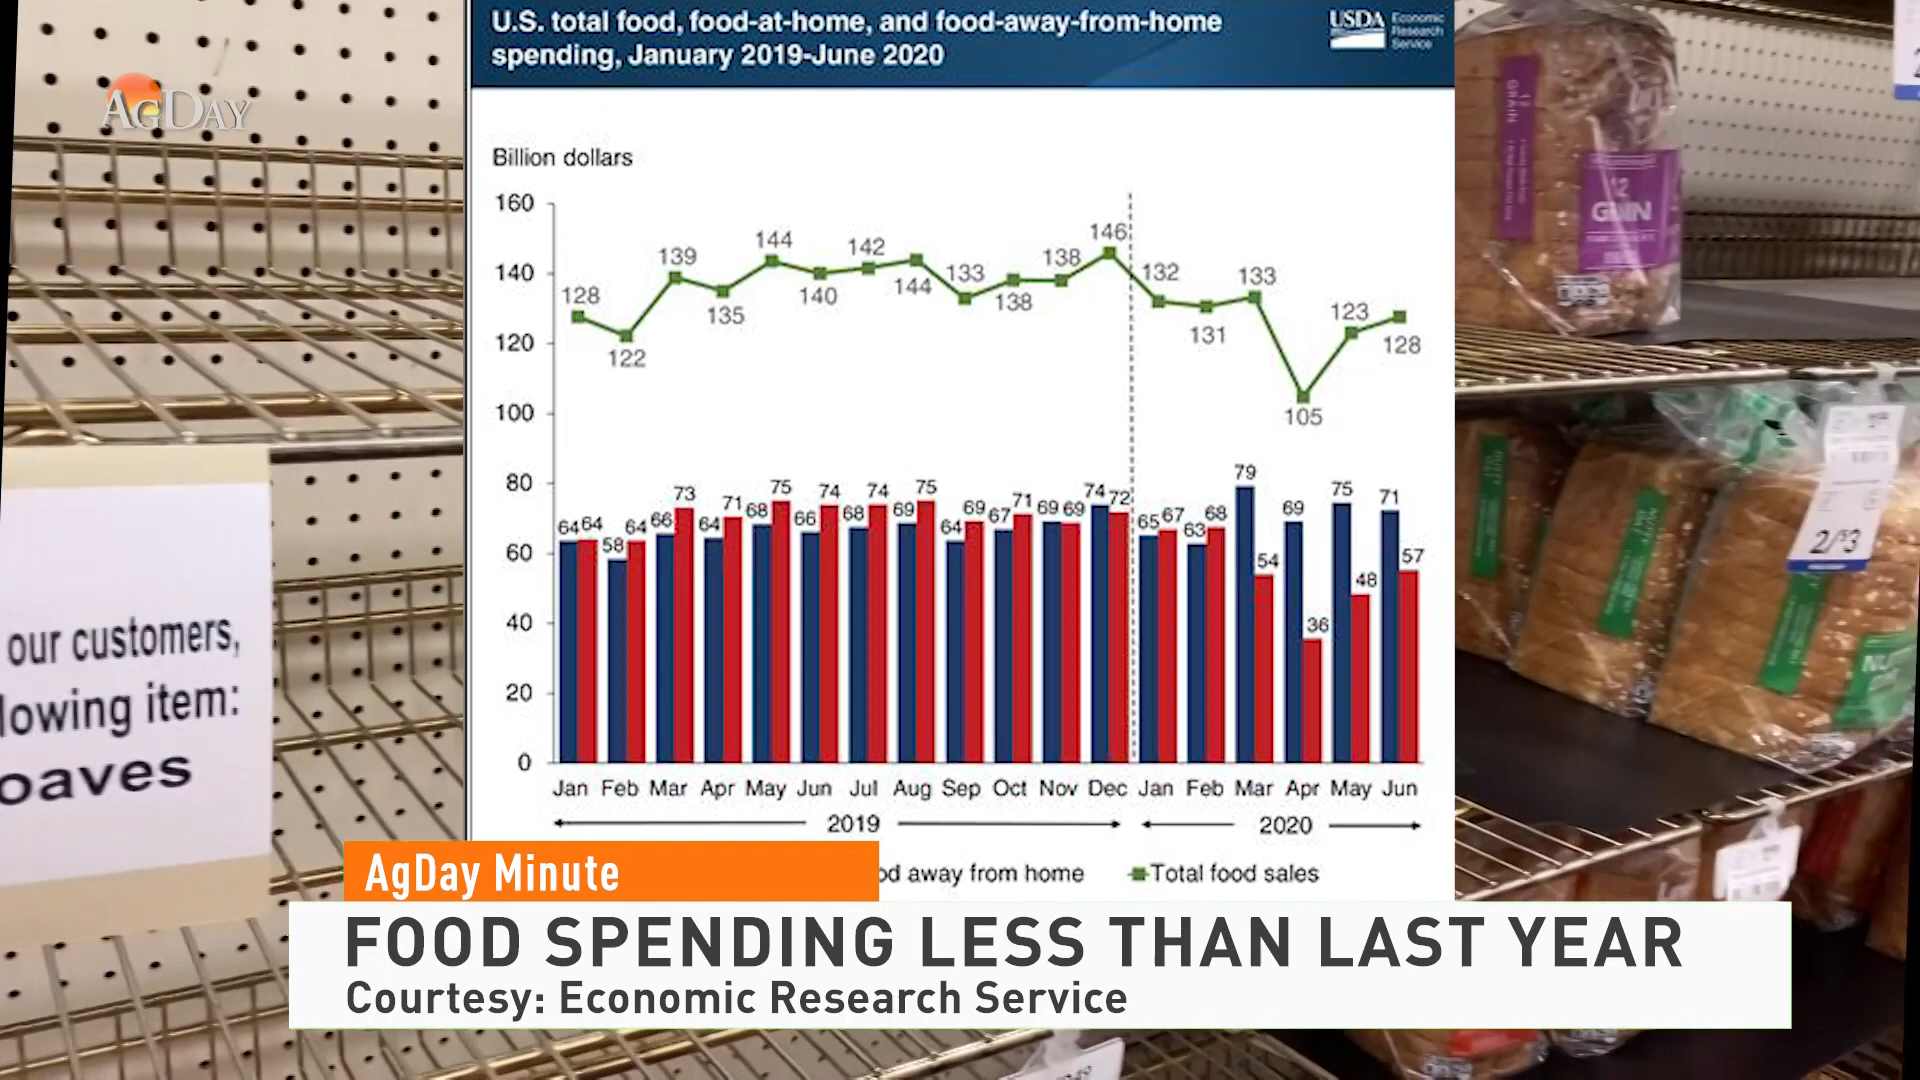 U.S. total food, food-at-home, and food-away-from-home
spending, January 2019-June 2020
USDA Economic
Research
Service
AGDAY
Billion dollars
160
140
120
100
80
60
40
20
0
128 122 139 135 144 140 142 144 133 138 138 146 132 131 133 105 123 128
64 64 58 64 66 73 64 71 68 75 66 74 68 74 69 75 64 69 67 71 69 69 74 72 65 67 63 68 79 54 69 36 75 48 71 57
Jan Feb Mar Apr May Jun Jul Aug Sep Oct Nov Dec Jan Feb Mar Apr May Jun
2019 2020
od away from home Total food sales
our customers,
lowing item:
oaves
12
GRAIN
12
GRAIN
2/$3
AgDay Minute
FOOD SPENDING LESS THAN LAST YEAR
Courtesy: Economic Research Service